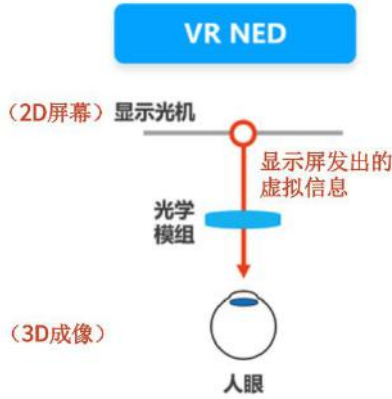 VR NED
（2D屏幕）显示光机
显示屏发出的
虚拟信息
光学
模组
（3D成像）
人眼